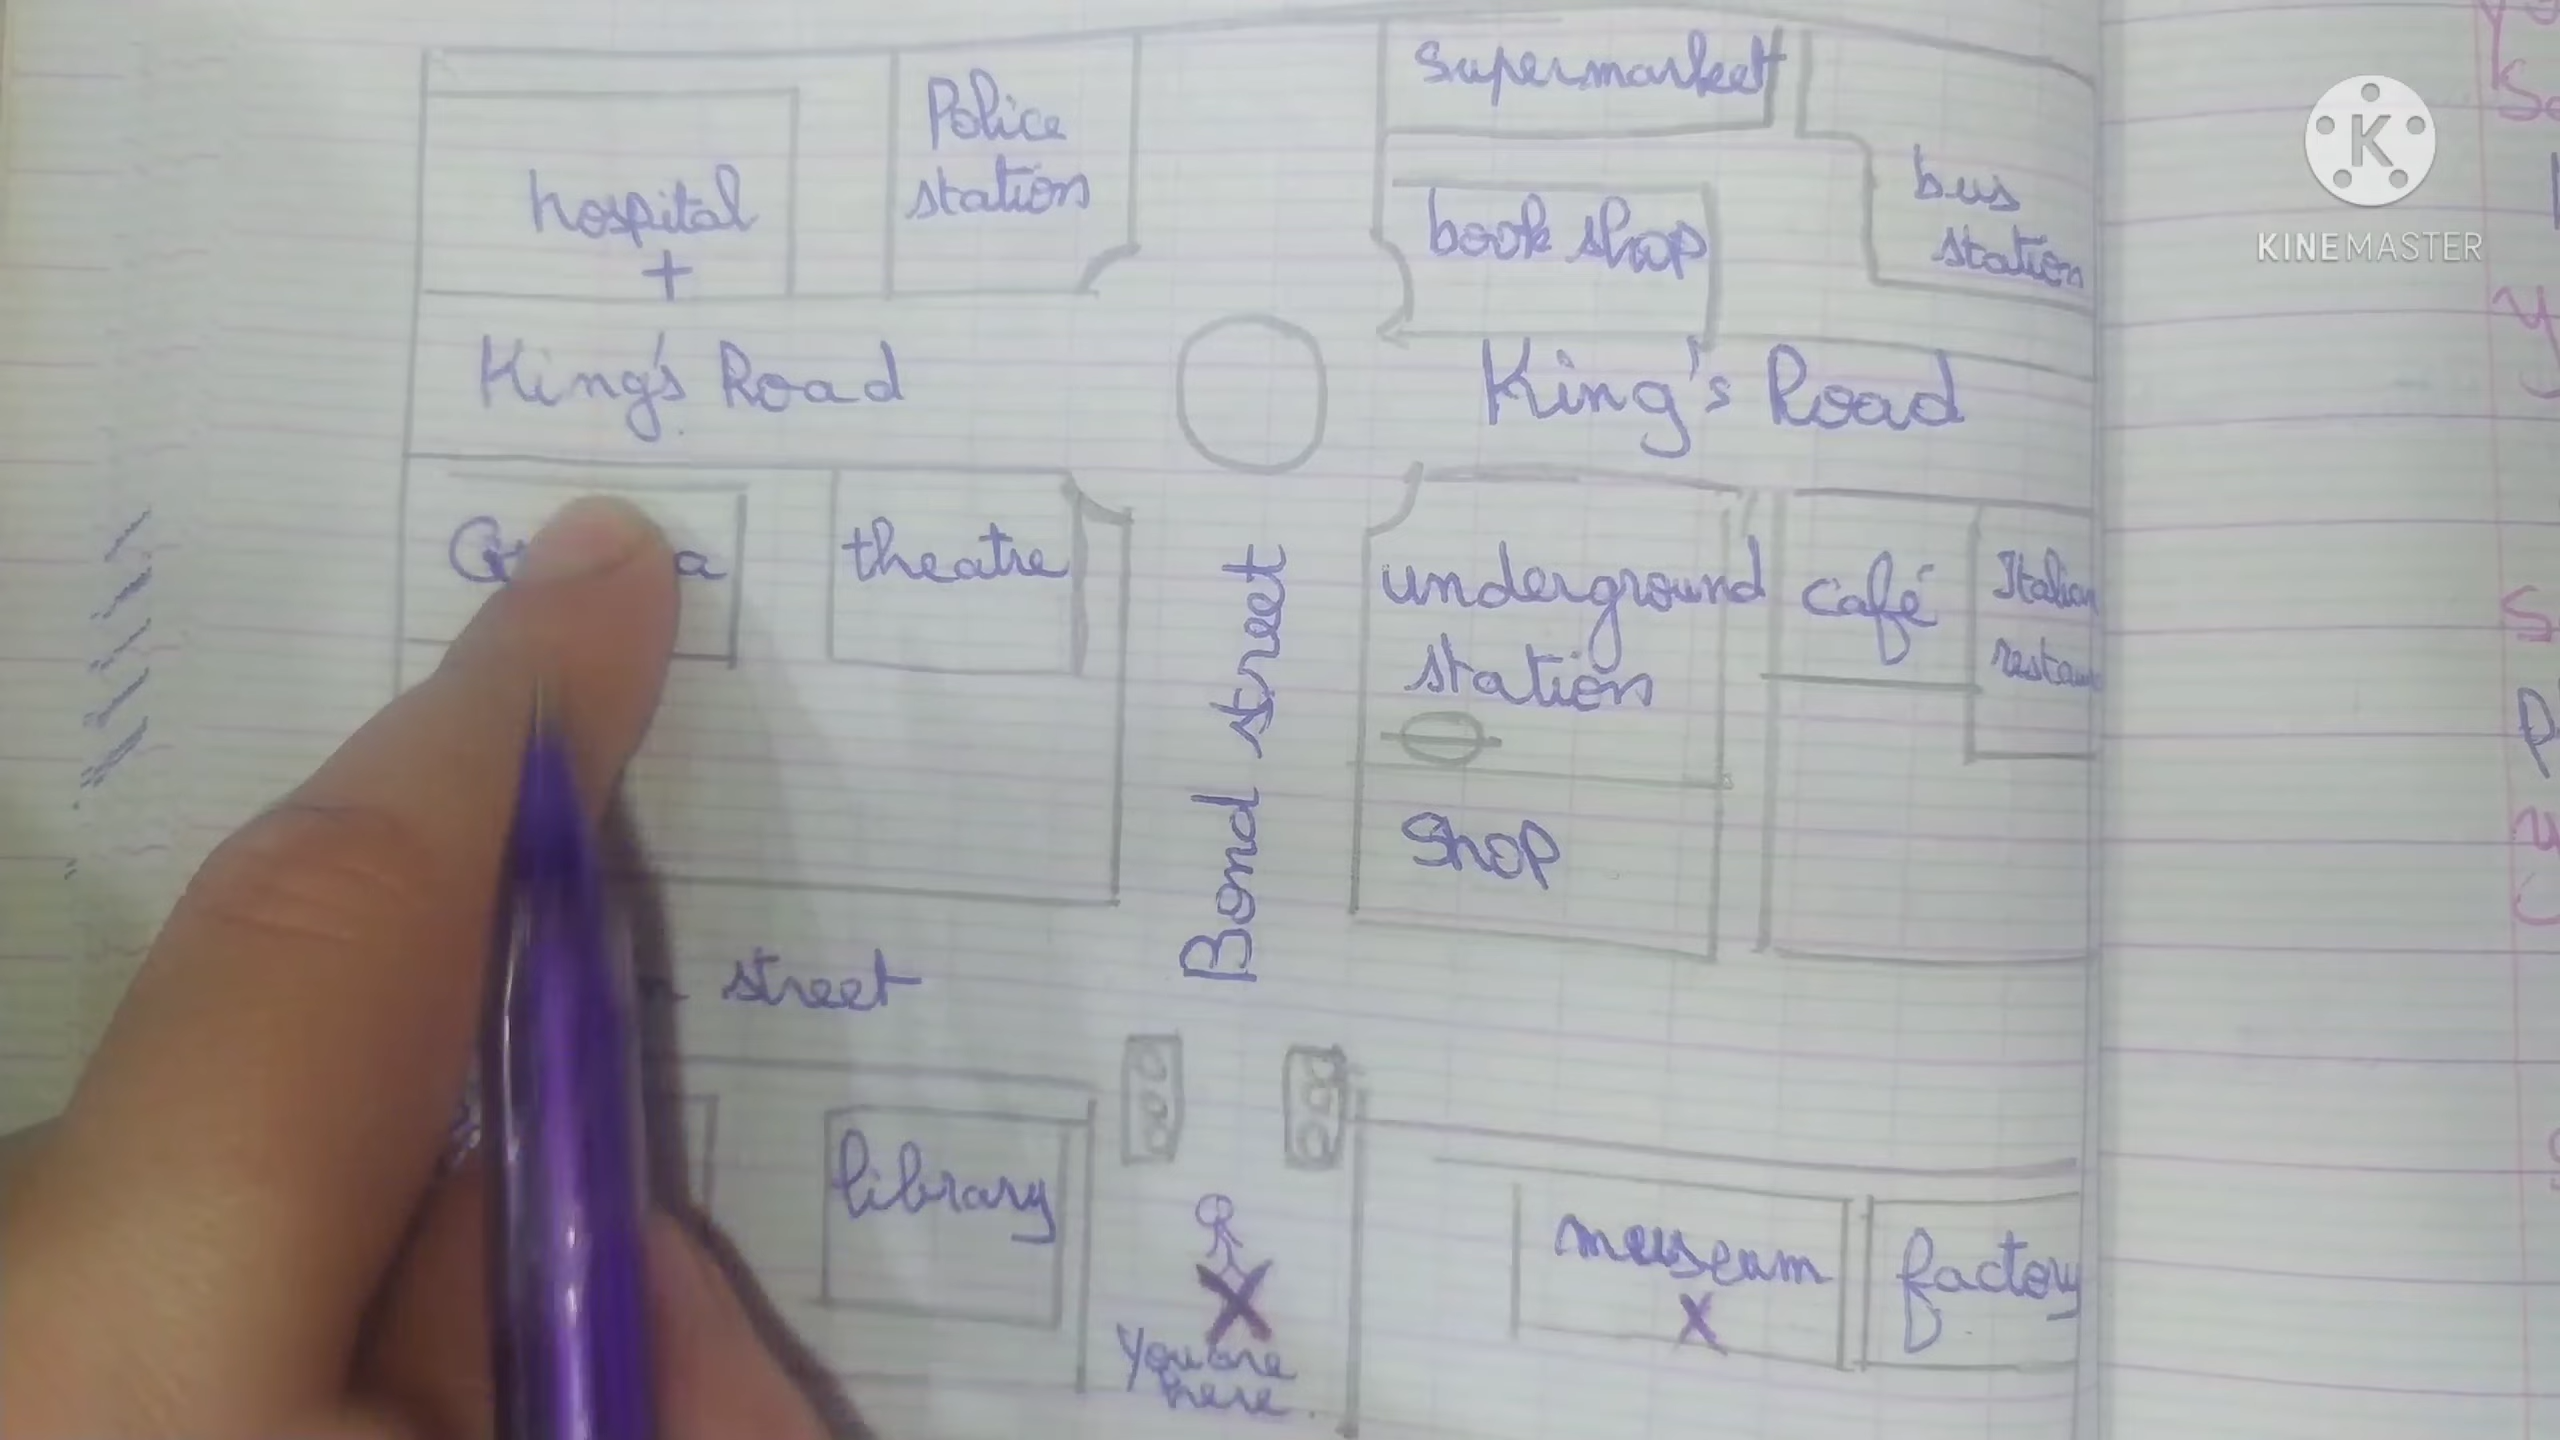 Supermarkett
Police
station
hospital
+
book shop
bus
station
KINEMASTER
King's Road
King's Road
theatre
underground
station
café
Italian
Bond street
shop
street
library
museum
X
factory
X
You are
here